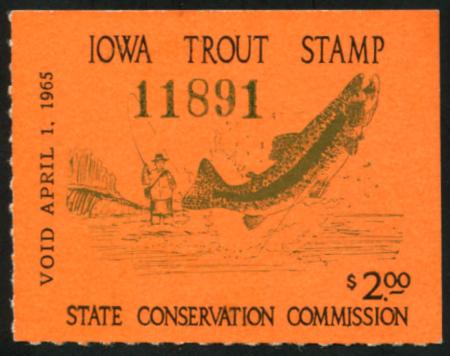 IOWA TROUT STAMP
11891
VOID APRIL 1, 1965
$2.00
STATE CONSERVATION COMMISSION